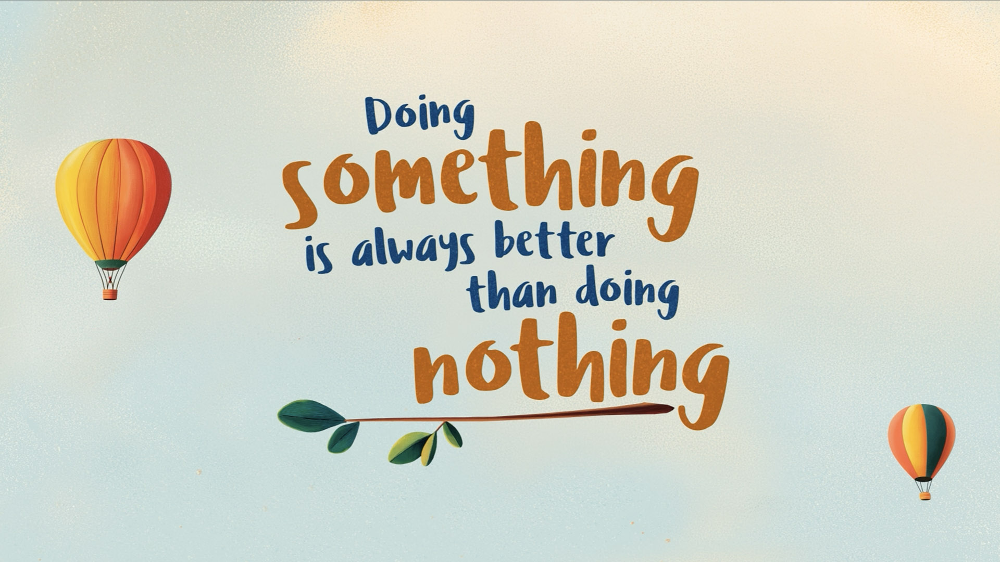 Doing
something
is always better
than doing
nothing